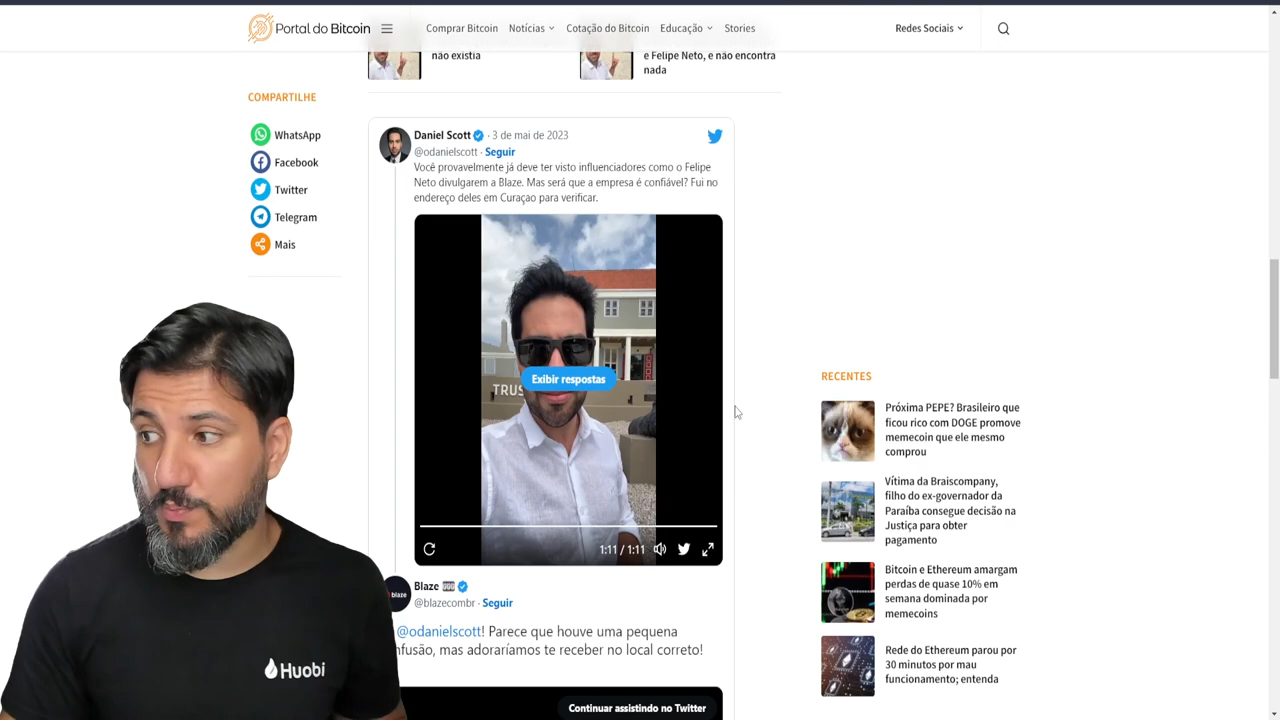 Portal do Bitcoin
Comprar Bitcoin
Notícias
Cotação do Bitcoin
Educação
Stories
Redes Sociais
não existia
e Felipe Neto, e não encontra
nada
COMPARTILHE
WhatsApp
Facebook
Twitter
Telegram
Mais
Daniel Scott · 3 de mai de 2023
@odanielscott · Seguir
Você provavelmente já deve ter visto influenciadores como o Felipe
Neto divulgarem a Blaze. Mas será que a empresa é confiável? Fui no
endereço deles em Curaçao para verificar.
TRUS
Exibir respostas
1:11 / 1:11
blaze
Blaze
@blazecombr · Seguir
@odanielscott! Parece que houve uma pequena
nfusão, mas adoraríamos te receber no local correto!
Continuar assistindo no Twitter
RECENTES
Próxima PEPE? Brasileiro que
ficou rico com DOGE promove
memecoin que ele mesmo
comprou
Vítima da Braiscompany,
filho do ex-governador da
Paraíba consegue decisão na
Justiça para obter
pagamento
Bitcoin e Ethereum amargam
perdas de quase 10% em
semana dominada por
memecoins
Rede do Ethereum parou por
30 minutos por mau
funcionamento; entenda
Huobi